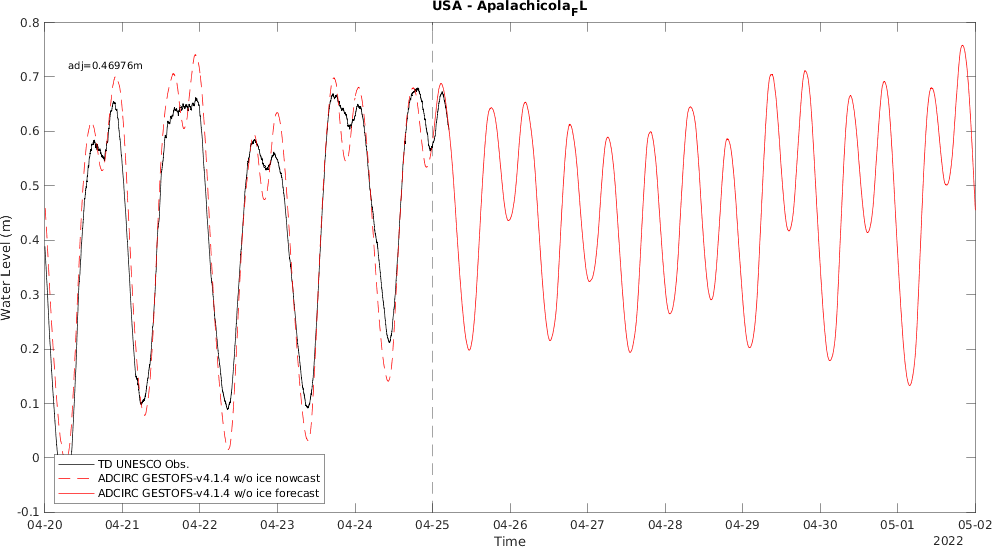 USA - ApalachicolaFL
0.8
0.7
0.6
0.5
0.4
0.3
0.2
0.1
0
-0.1
Water Level (m)
adj=0.46976m
TD UNESCO Obs.
ADCIRC GESTOFS-v4.1.4 w/o ice nowcast
ADCIRC GESTOFS-v4.1.4 w/o ice forecast
04-20 04-21 04-22 04-23 04-24 04-25 04-26 04-27 04-28 04-29 04-30 05-01 05-02
Time
2022